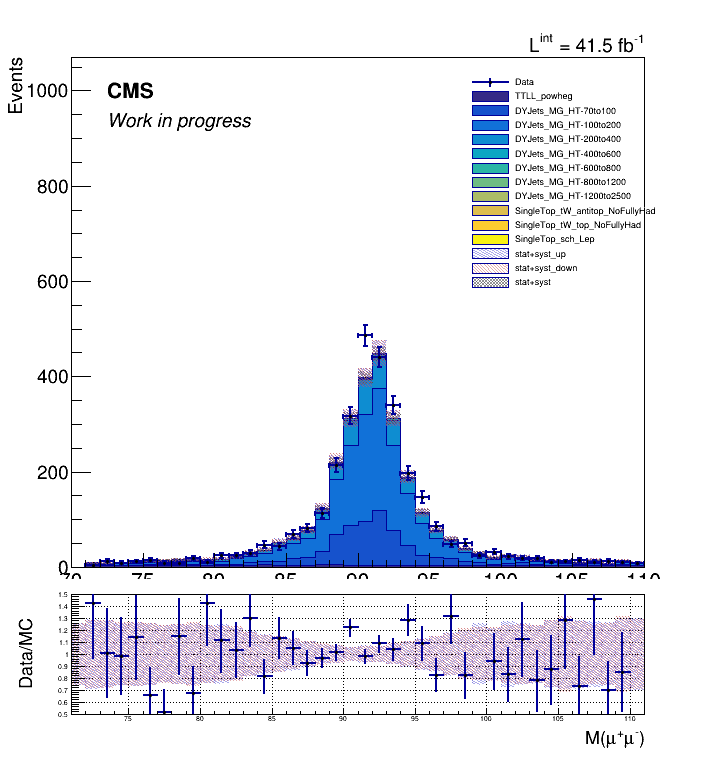 L^int = 41.5 fb^-1
Events
CMS
Work in progress
1000
800
600
400
200
0
Data
TTLL_powheg
DYJets_MG_HT-70to100
DYJets_MG_HT-100to200
DYJets_MG_HT-200to400
DYJets_MG_HT-400to600
DYJets_MG_HT-600to800
DYJets_MG_HT-800to1200
DYJets_MG_HT-1200to2500
SingleTop_tW_antitop_NoFullyHad
SingleTop_tW_top_NoFullyHad
SingleTop_sch_Lep
stat+syst_up
stat+syst_down
stat+syst
70 75 80 85 90 95 100 105 110
Data/MC
1.5
1.4
1.3
1.2
1.1
1
0.9
0.8
0.7
0.6
0.5
75 80 85 90 95 100 105 110
M(μ⁺μ⁻)